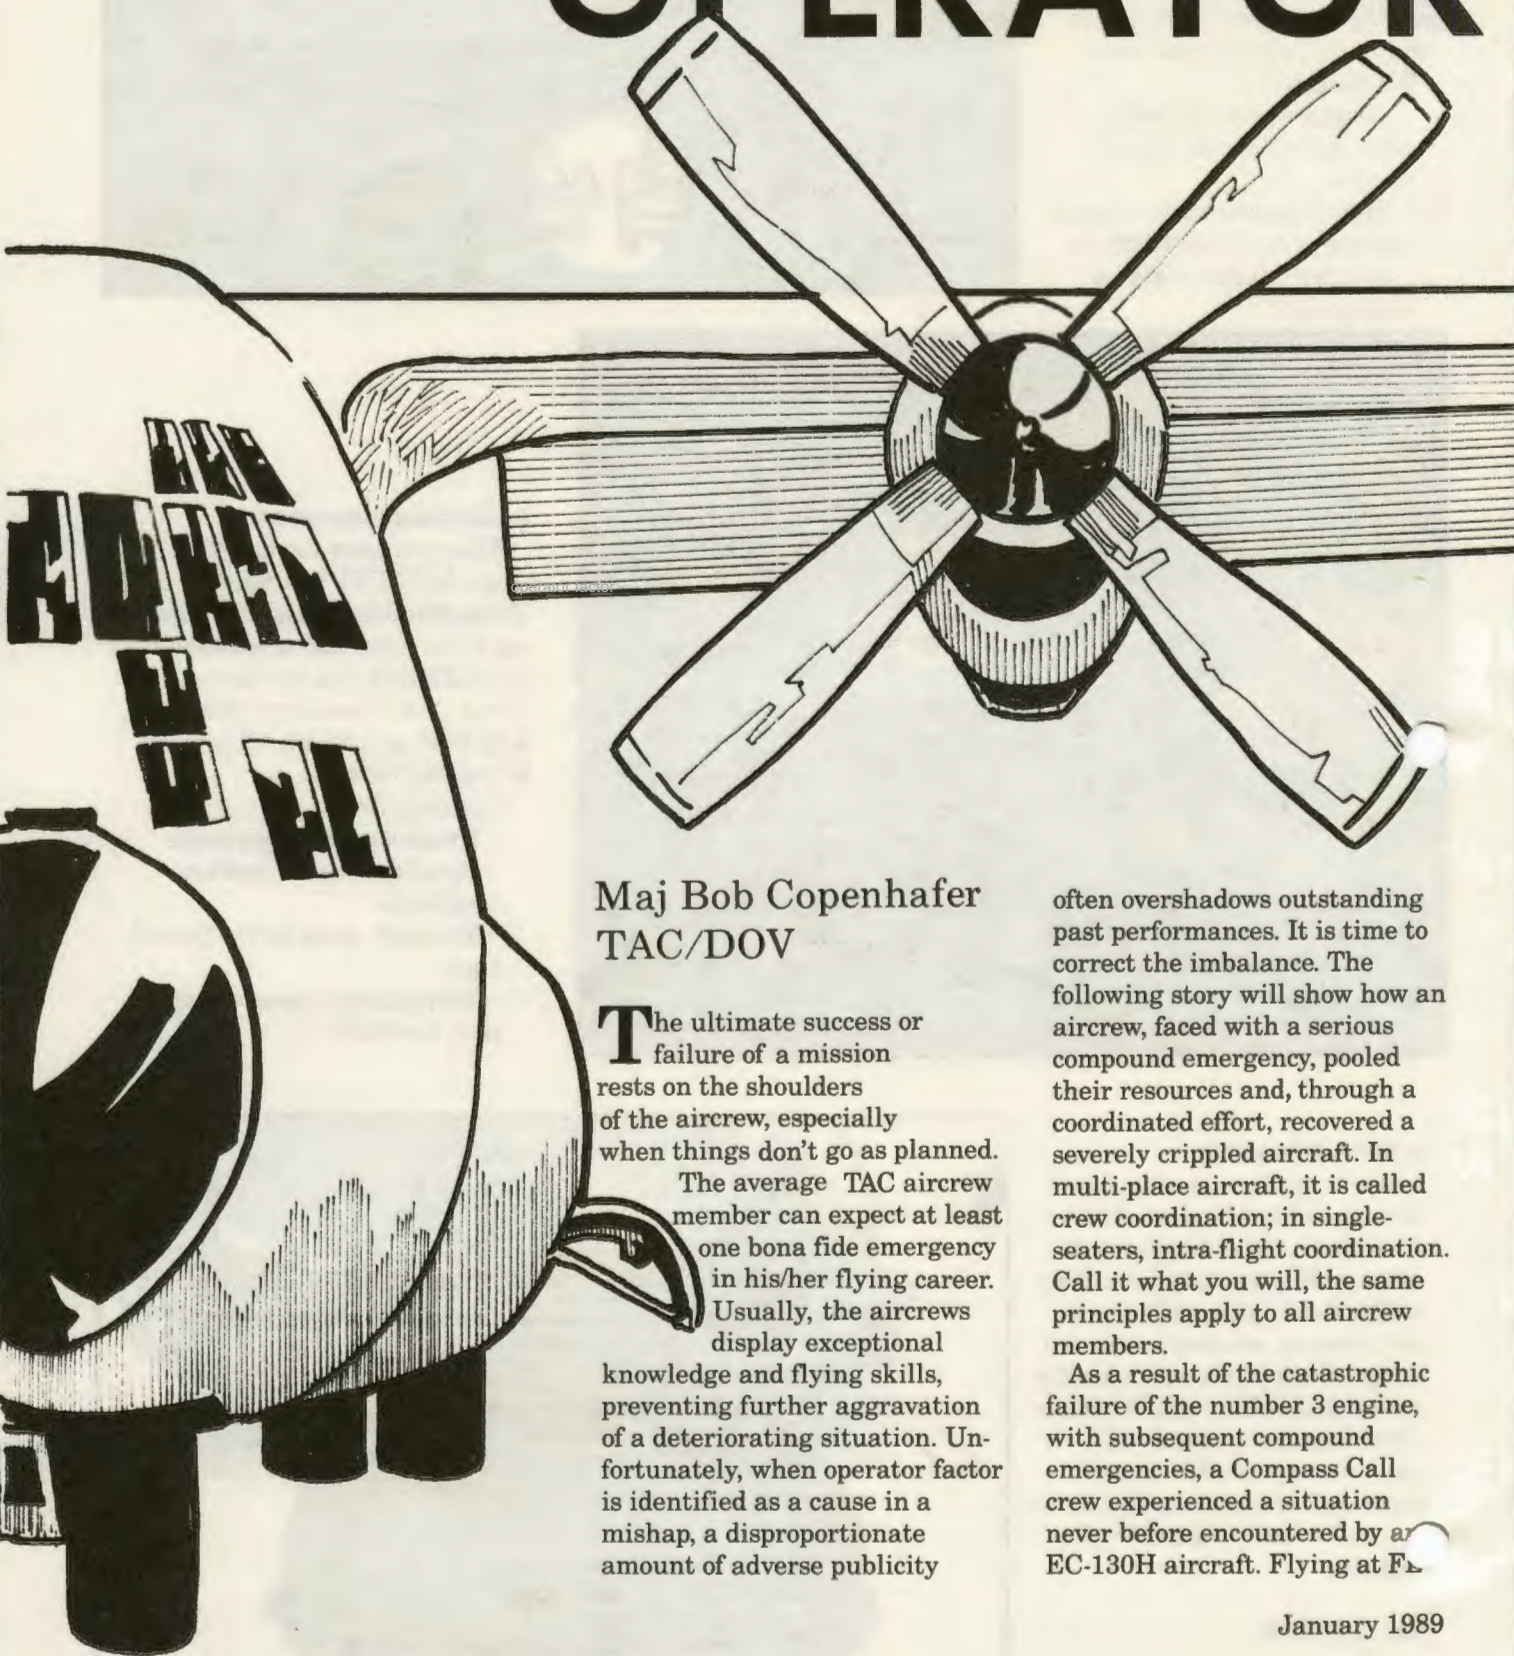 OPERATOR
operator factor
Maj Bob Copenhafer
TAC/DOV
The ultimate success or
failure of a mission
rests on the shoulders
of the aircrew, especially
when things don't go as planned.
The average TAC aircrew
member can expect at least
one bona fide emergency
in his/her flying career.
Usually, the aircrews
display exceptional
knowledge and flying skills,
preventing further aggravation
of a deteriorating situation. Un-
fortunately, when operator factor
is identified as a cause in a
mishap, a disproportionate
amount of adverse publicity
often overshadows outstanding
past performances. It is time to
correct the imbalance. The
following story will show how an
aircrew, faced with a serious
compound emergency, pooled
their resources and, through a
coordinated effort, recovered a
severely crippled aircraft. In
multi-place aircraft, it is called
crew coordination; in single-
seaters, intra-flight coordination.
Call it what you will, the same
principles apply to all aircrew
members.
As a result of the catastrophic
failure of the number 3 engine,
with subsequent compound
emergencies, a Compass Call
crew experienced a situation
never before encountered by
EC-130H aircraft. Flying at
January 1989